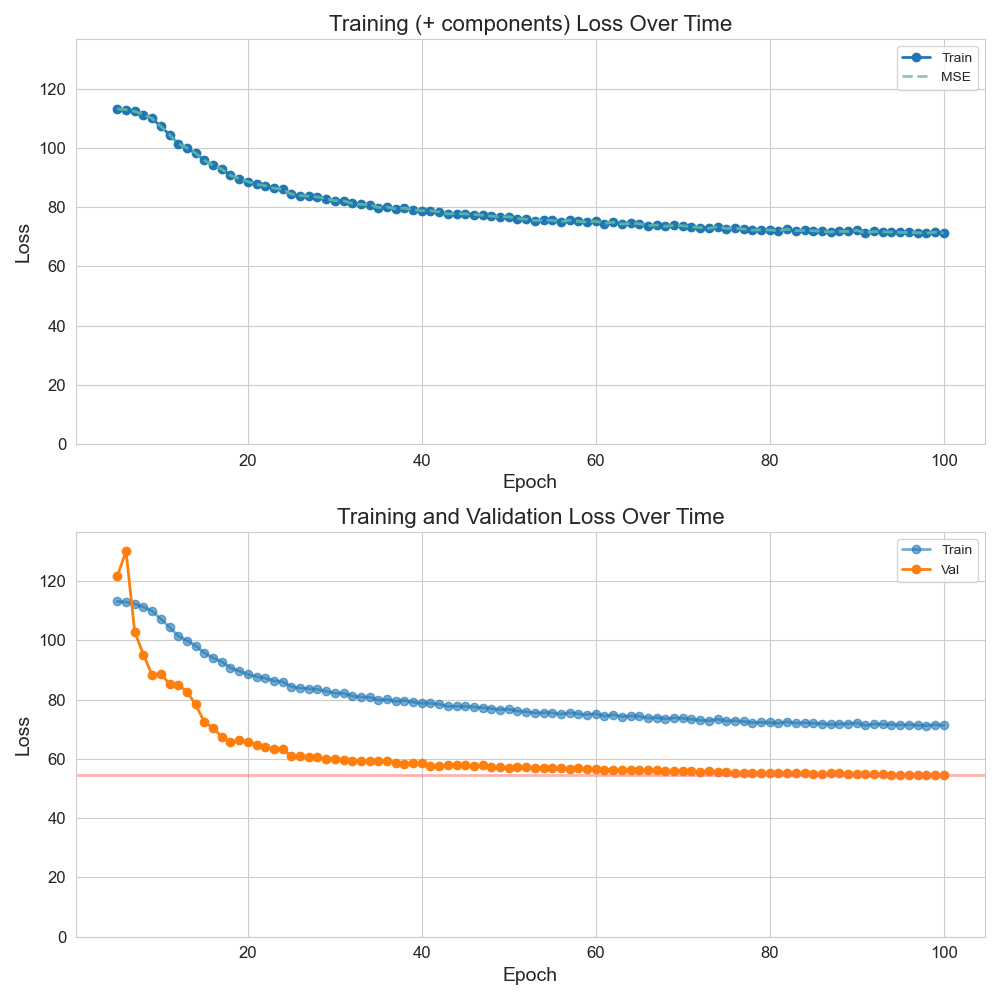 Training (+ components) Loss Over Time
Train
MSE
Loss
120
100
80
60
40
20
0
20 40 60 80 100
Epoch
Training and Validation Loss Over Time
Train
Val
Loss
120
100
80
60
40
20
0
20 40 60 80 100
Epoch